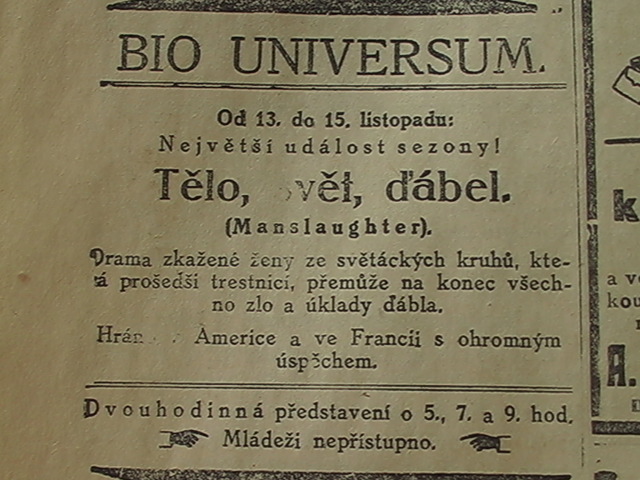 BIO UNIVERSUM.
Od 13. do 15. listopadu:
Největší událost sezony!
Tělo, svět, ďábel.
(Manslaughter).
Drama zkažené ženy ze světáckých kruhů, kte-
rá prošedši trestnicí, přemůže na konec všech-
no zlo a úklady ďábla.
Americe a ve Francii s ohromným
úspěchem.
Dvouhodinná představení o 5., 7. a 9. hod.
Mládeži nepřístupno.